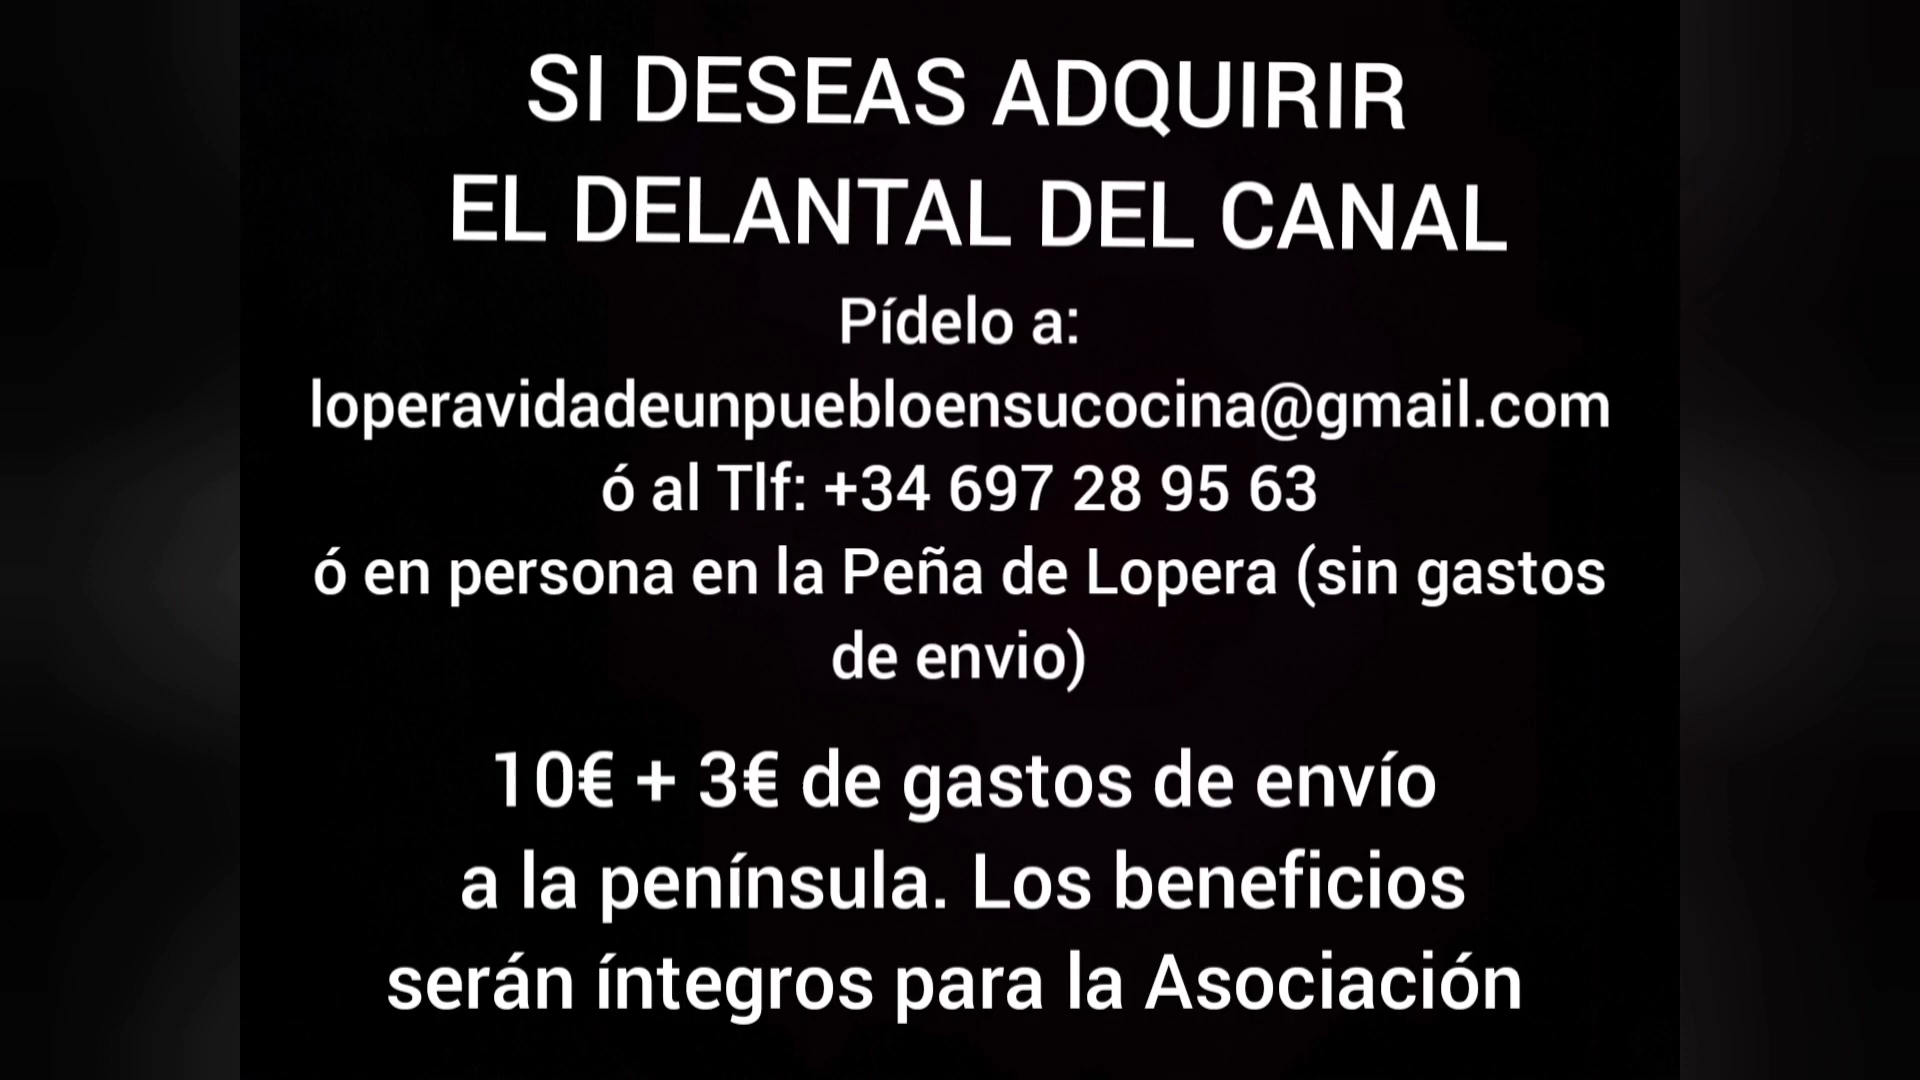 SI DESEAS ADQUIRIR
EL DELANTAL DEL CANAL
Pídelo a:
loperavidadeunpuebloensucocina@gmail.com
ó al Tlf: +34 697 28 95 63
ó en persona en la Peña de Lopera (sin gastos
de envio)
10€ + 3€ de gastos de envío
a la península. Los beneficios
serán íntegros para la Asociación